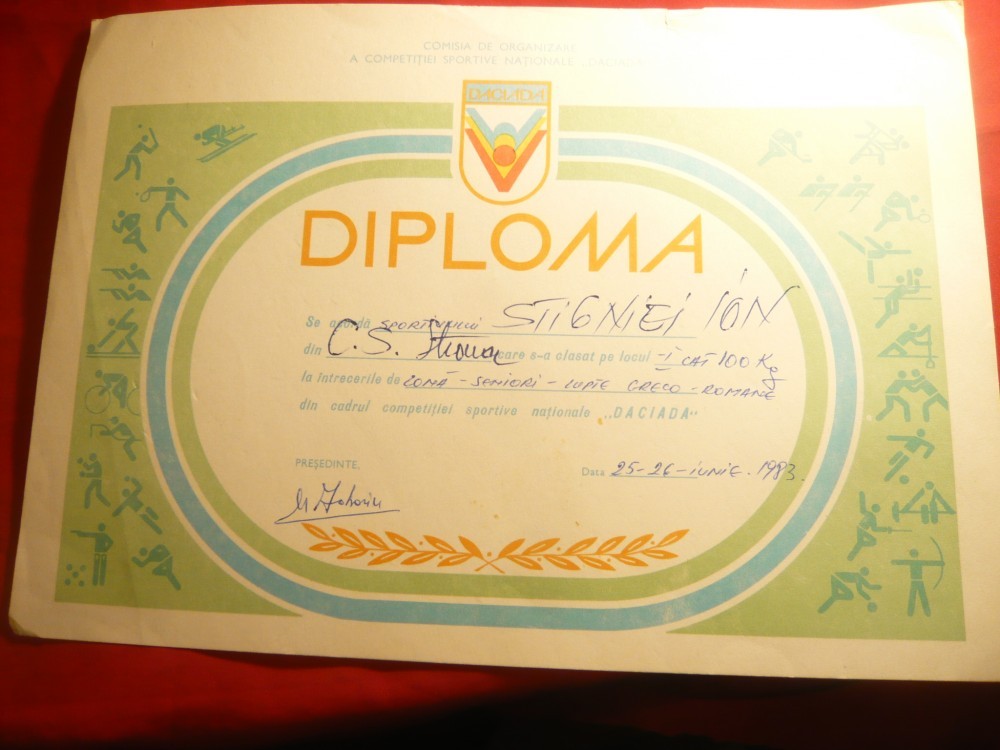 COMISIA DE ORGANIZARE
A COMPETIȚIEI SPORTIVE NAȚIONALE „DACIADA”
DACIADA
DIPLOMA
Se acordă SPORTIVULUI STIGNIEI ION
din C.S. care s-a clasat pe locul -I CAT 100 Kg
la întrecerile de ZONĂ - SENIORI - LUPTE GRECO - ROMANE
din cadrul competiției sportive naționale „DACIADA”
PREȘEDINTE,
Data 25-26-iunie.1983.